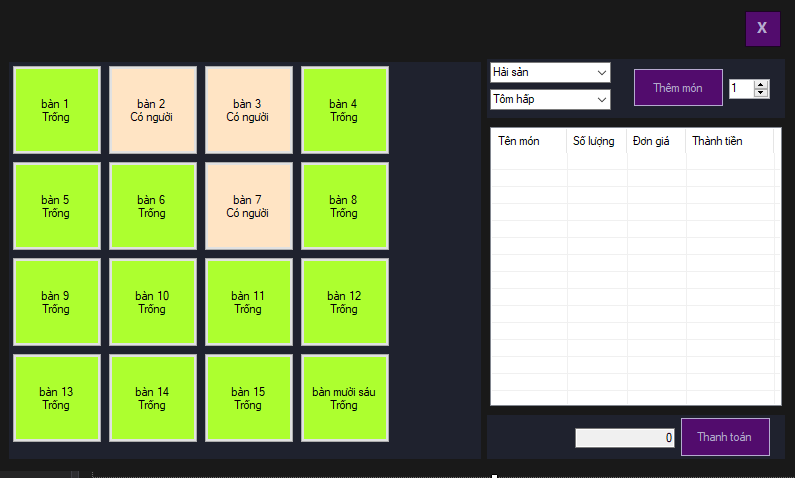 X
bàn 1
Trống
bàn 2
Có người
bàn 3
Có người
bàn 4
Trống
bàn 5
Trống
bàn 6
Trống
bàn 7
Có người
bàn 8
Trống
bàn 9
Trống
bàn 10
Trống
bàn 11
Trống
bàn 12
Trống
bàn 13
Trống
bàn 14
Trống
bàn 15
Trống
bàn mười sáu
Trống
Hải sản
Tôm hấp
Thêm món
1
Tên món Số lượng Đơn giá Thành tiền
0
Thanh toán